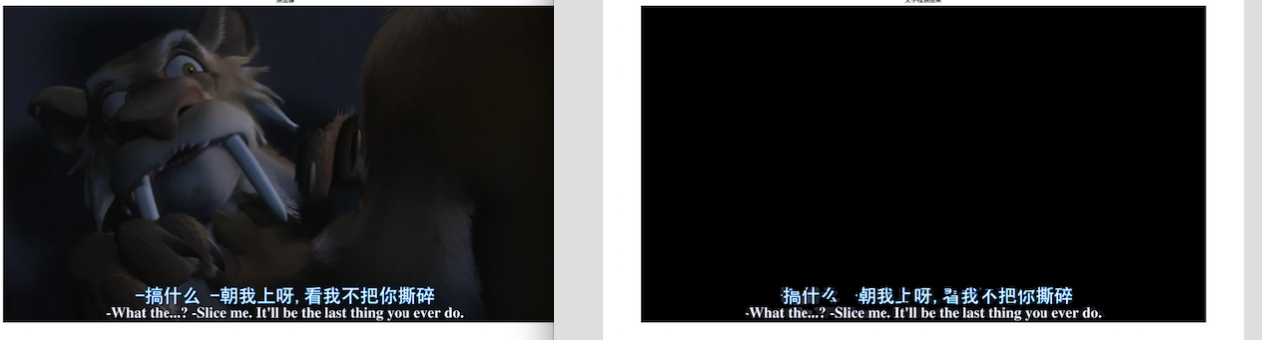 -搞什么 -朝我上呀,看我不把你撕碎
-What the...? -Slice me. It'll be the last thing you ever do.
搞什么 朝我上呀,看我不把你撕碎
-What the...? -Slice me. It'll be the last thing you ever do.